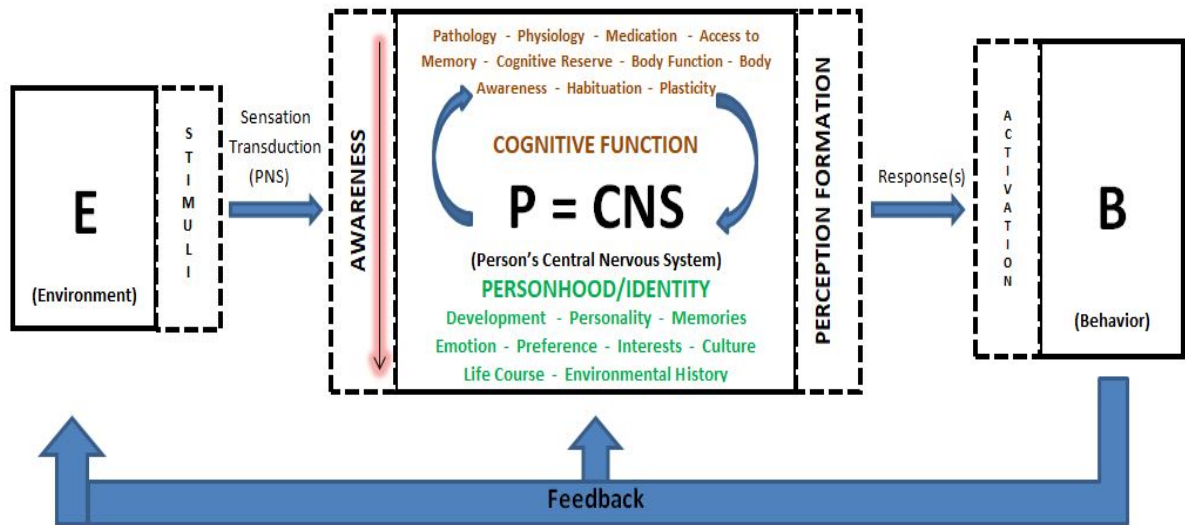 E
(Environment)
STIMULI
Sensation
Transduction
(PNS)
AWARENESS
Pathology - Physiology - Medication - Access to
Memory - Cognitive Reserve - Body Function - Body
Awareness - Habituation - Plasticity
COGNITIVE FUNCTION
P = CNS
(Person's Central Nervous System)
PERSONHOOD/IDENTITY
Development - Personality - Memories
Emotion - Preference - Interests - Culture
Life Course - Environmental History
PERCEPTION FORMATION
Response(s)
ACTIVATION
B
(Behavior)
Feedback